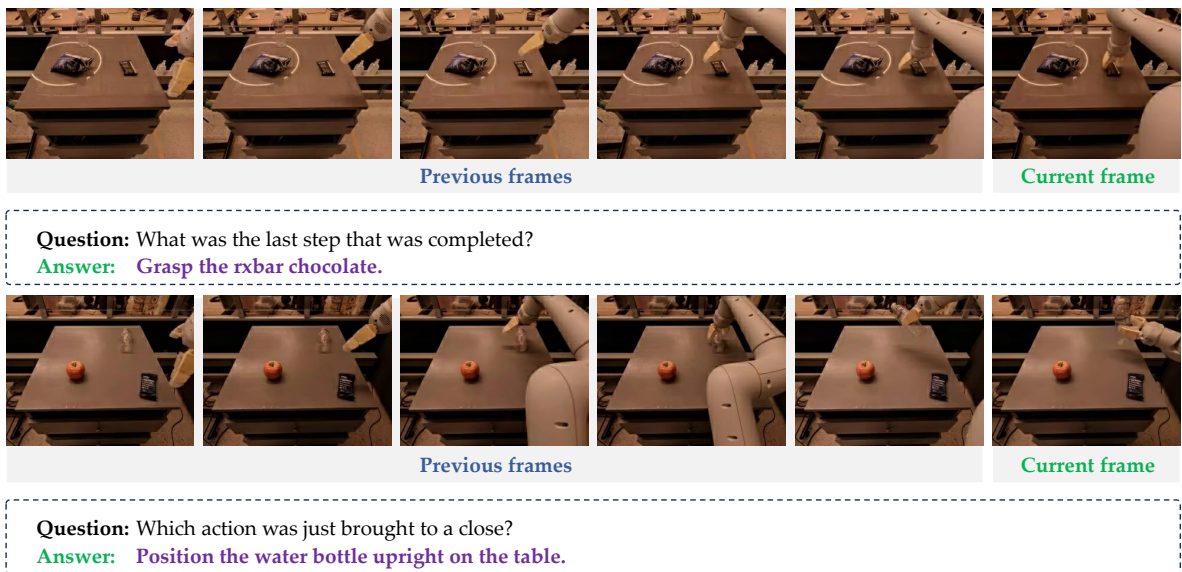 Previous frames
Current frame
Question: What was the last step that was completed?
Answer: Grasp the rxbar chocolate.
Previous frames
Current frame
Question: Which action was just brought to a close?
Answer: Position the water bottle upright on the table.